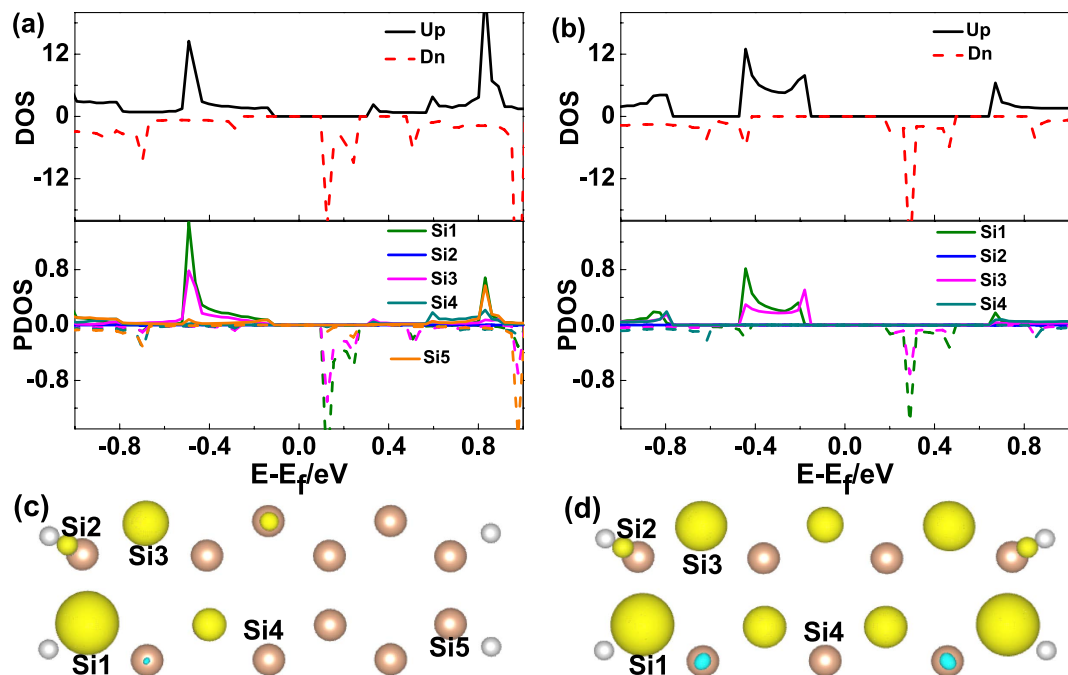 (a)
Up
Dn
12
0
-12
DOS
Si1
Si2
Si3
Si4
Si5
0.8
0.0
-0.8
PDOS
-0.8 -0.4 0.0 0.4 0.8
E-Ef/eV
(b)
Up
Dn
12
0
-12
DOS
Si1
Si2
Si3
Si4
0.8
0.0
-0.8
PDOS
-0.8 -0.4 0.0 0.4 0.8
E-Ef/eV
(c)
Si2
Si3
Si4
Si1
Si5
(d)
Si2
Si3
Si4
Si1